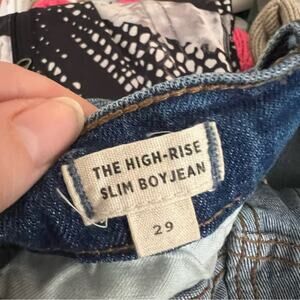 THE HIGH-RISE
SLIM BOYJEAN
29